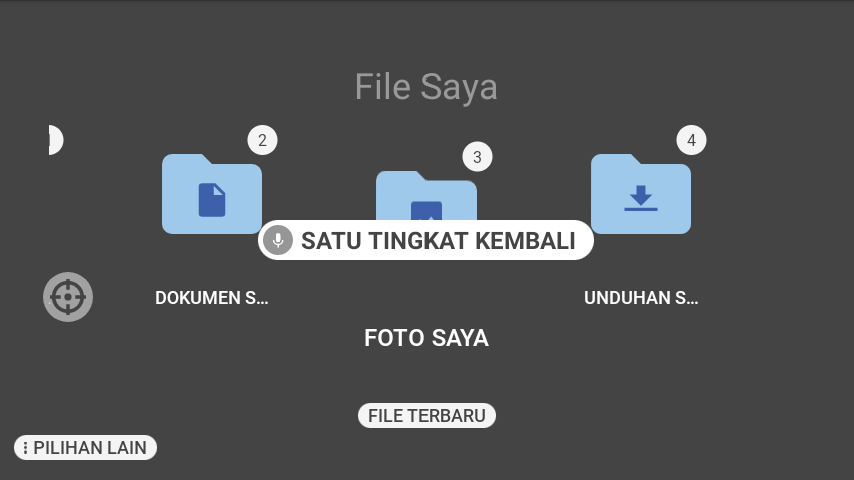 File Saya
2
3
4
SATU TINGKAT KEMBALI
DOKUMEN S...
UNDUHAN S...
FOTO SAYA
FILE TERBARU
PILIHAN LAIN